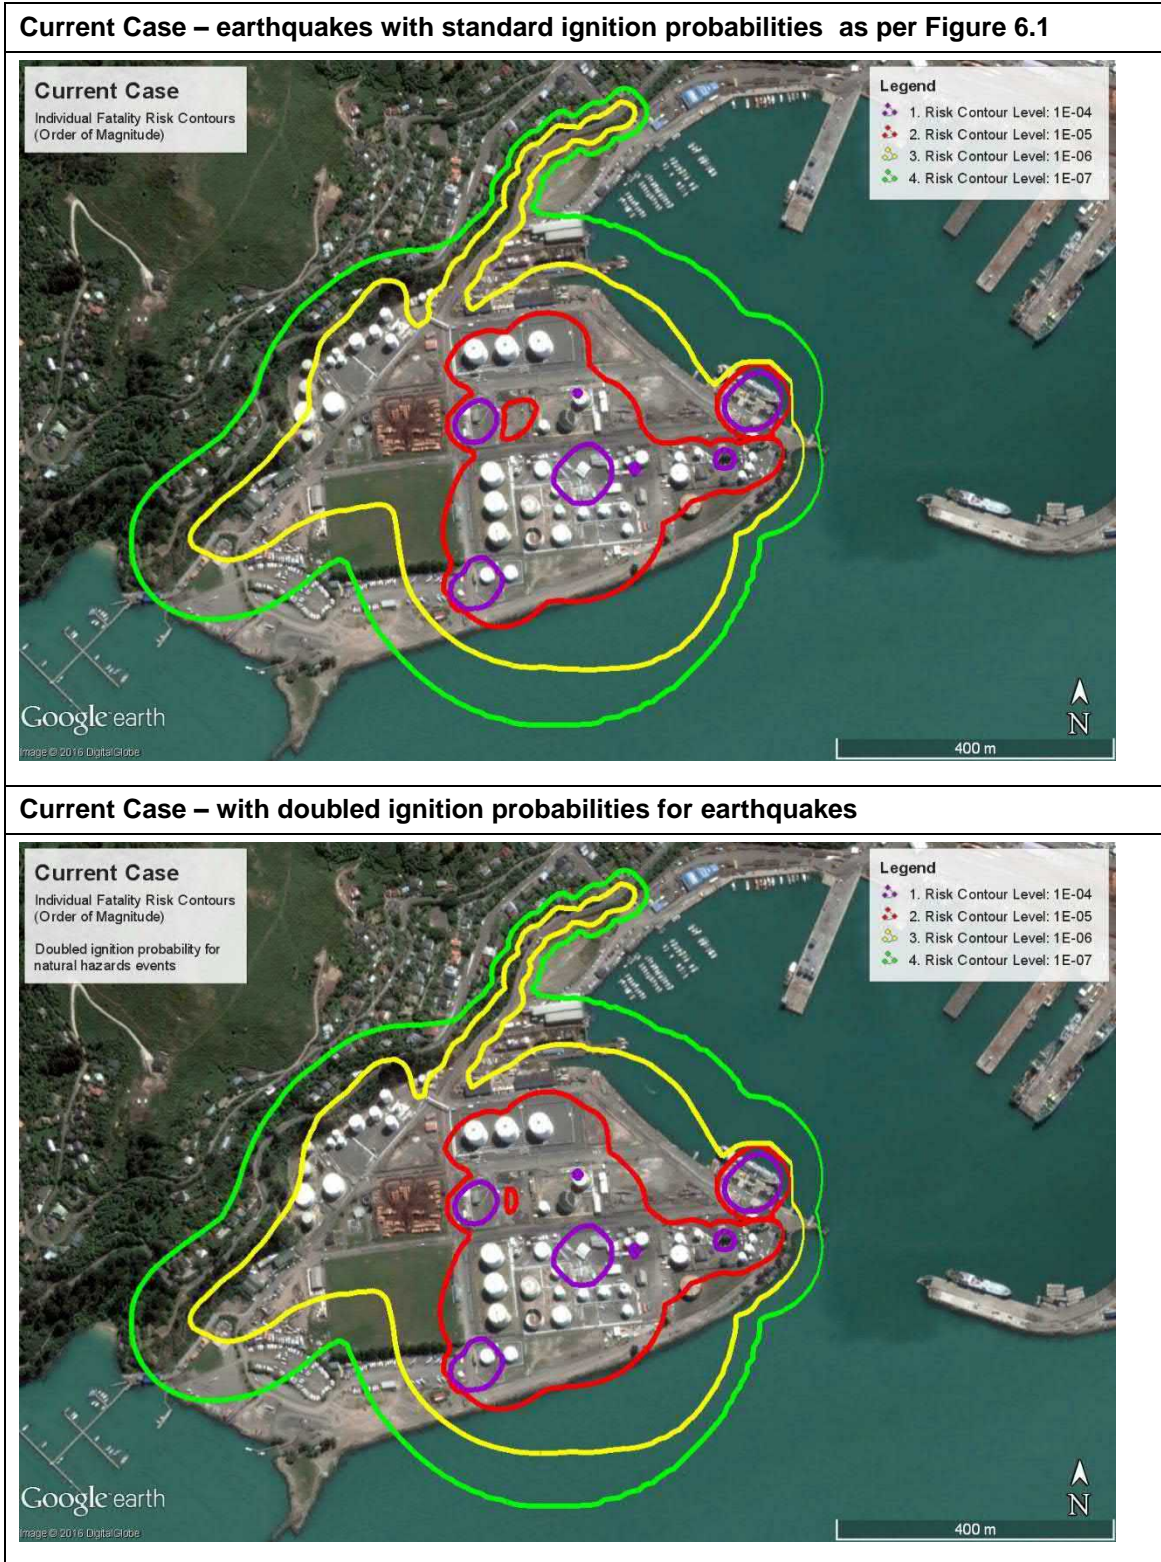 Current Case – earthquakes with standard ignition probabilities as per Figure 6.1
Current Case
Individual Fatality Risk Contours
(Order of Magnitude)
Legend
1. Risk Contour Level: 1E-04
2. Risk Contour Level: 1E-05
3. Risk Contour Level: 1E-06
4. Risk Contour Level: 1E-07
Google earth
Image © 2016 DigitalGlobe
N
400 m
Current Case – with doubled ignition probabilities for earthquakes
Current Case
Individual Fatality Risk Contours
(Order of Magnitude)
Doubled ignition probability for
natural hazards events
Legend
1. Risk Contour Level: 1E-04
2. Risk Contour Level: 1E-05
3. Risk Contour Level: 1E-06
4. Risk Contour Level: 1E-07
Google earth
Image © 2016 DigitalGlobe
N
400 m